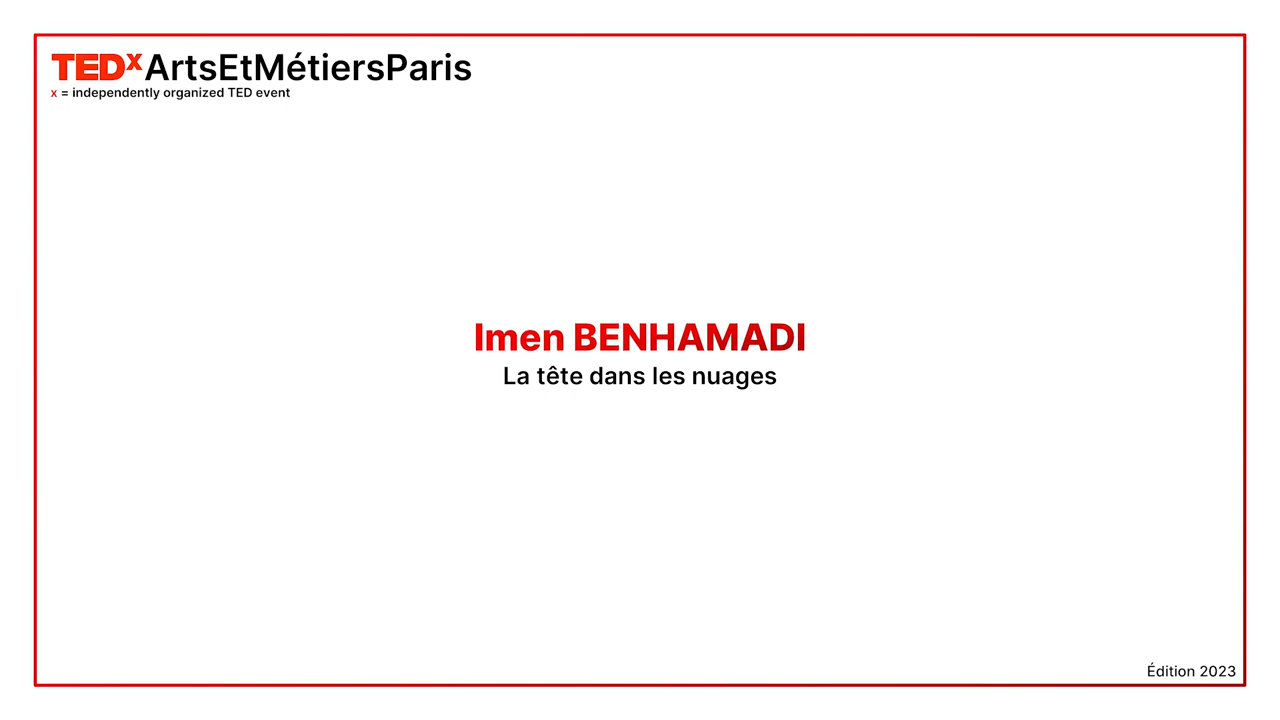 TEDxArtsEtMétiersParis
x = independently organized TED event
Imen BENHAMADI
La tête dans les nuages
Édition 2023